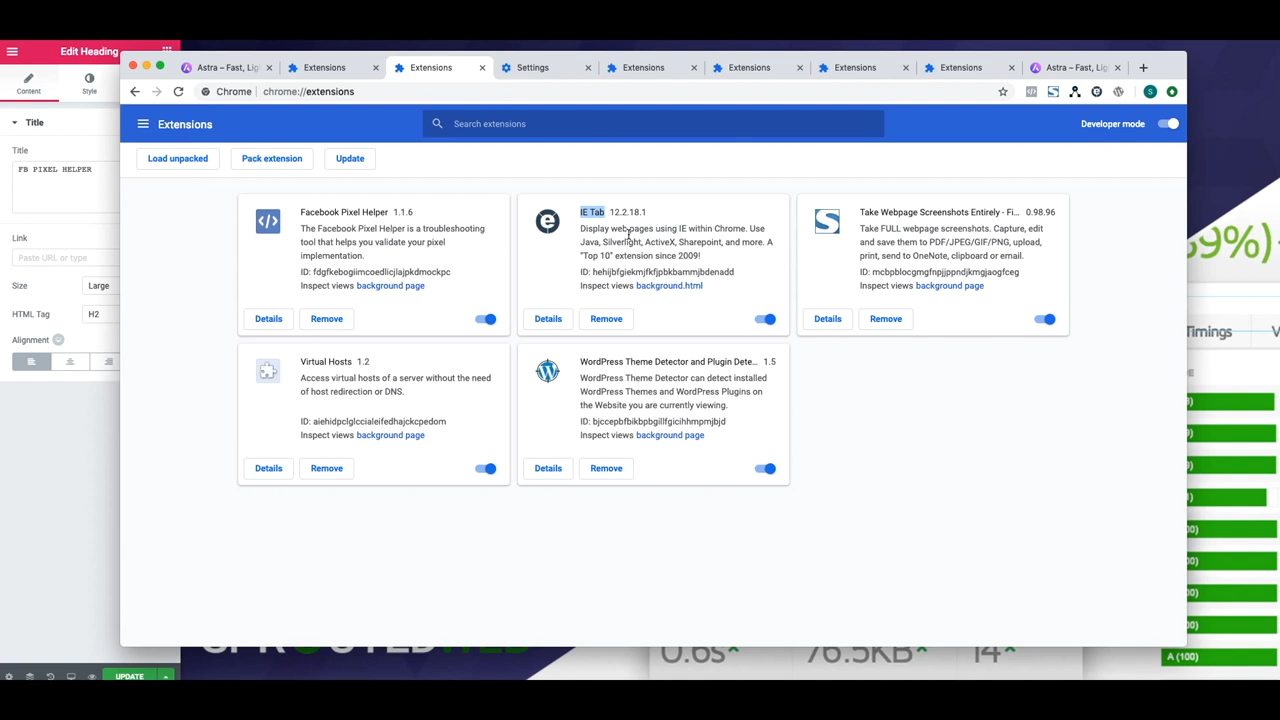 Edit Heading
Content
Style
Title
Title
FB PIXEL HELPER
Link
Paste URL or type
Size
Large
HTML Tag
H2
Alignment
UPDATE
Astra – Fast, Lig
Extensions
Extensions
Settings
Extensions
Extensions
Extensions
Extensions
Astra – Fast, Lig
Chrome
chrome://extensions
S
Extensions
Search extensions
Developer mode
Load unpacked
Pack extension
Update
Facebook Pixel Helper 1.1.6
The Facebook Pixel Helper is a troubleshooting
tool that helps you validate your pixel
implementation.
ID: fdgfkebogiimcoedlicjlajpkdmockpc
Inspect views background page
Details
Remove
IE Tab 12.2.18.1
Display web pages using IE within Chrome. Use
Java, Silverlight, ActiveX, Sharepoint, and more. A
"Top 10" extension since 2009!
ID: hehijbfgiekmjfkfjpbkbammjbdenadd
Inspect views background.html
Details
Remove
Take Webpage Screenshots Entirely - Fi... 0.98.96
Take FULL webpage screenshots. Capture, edit
and save them to PDF/JPEG/GIF/PNG, upload,
print, send to OneNote, clipboard or email.
ID: mcbpblocgmgfnpjjppndjkmgjaogfceg
Inspect views background page
Details
Remove
Virtual Hosts 1.2
Access virtual hosts of a server without the need
of host redirection or DNS.
ID: aiehidpclglccialeifedhajckcpedom
Inspect views background page
Details
Remove
WordPress Theme Detector and Plugin Dete... 1.5
WordPress Theme Detector can detect installed
WordPress Themes and WordPress Plugins on
the Website you are currently viewing.
ID: bjccepbfbikbpbgillfgicihhmpmjbjd
Inspect views background page
Details
Remove
9%)
Timings
V
0.6s
76.5KB
14
A (100)